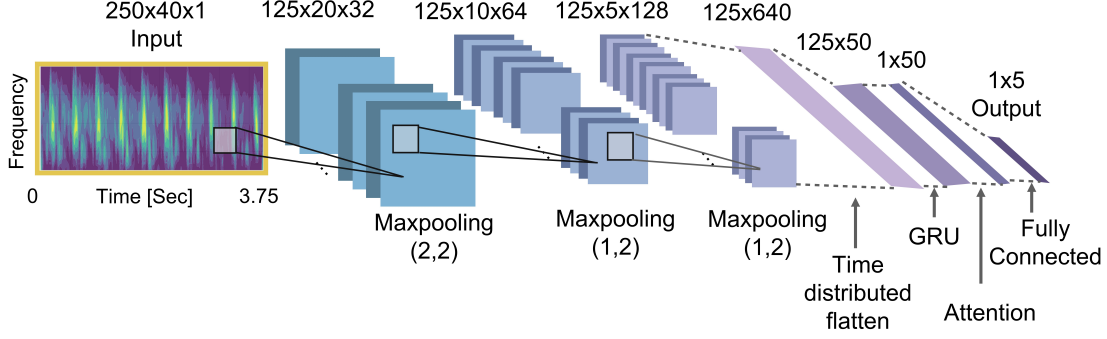 250x40x1
Input
125x20x32
125x10x64
125x5x128
125x640
125x50
1x50
1x5
Output
Frequency
0
Time [Sec]
3.75
Maxpooling
(2,2)
Maxpooling
(1,2)
Maxpooling
(1,2)
Time
distributed
flatten
GRU
Attention
Fully
Connected